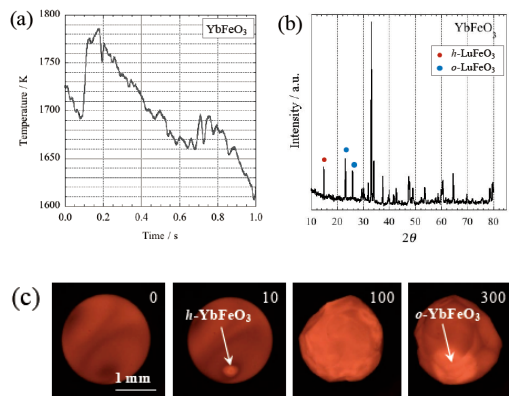 (a)
YbFeO3
Temperature / K
1800
1750
1700
1650
1600
0.0 0.2 0.4 0.6 0.8 1.0
Time / s
(b)
YbFeO3
h-LuFeO3
o-LuFeO3
Intensity / a.u.
10 20 30 40 50 60 70 80
2θ
(c)
0
1 mm
10
h-YbFeO3
100
300
o-YbFeO3